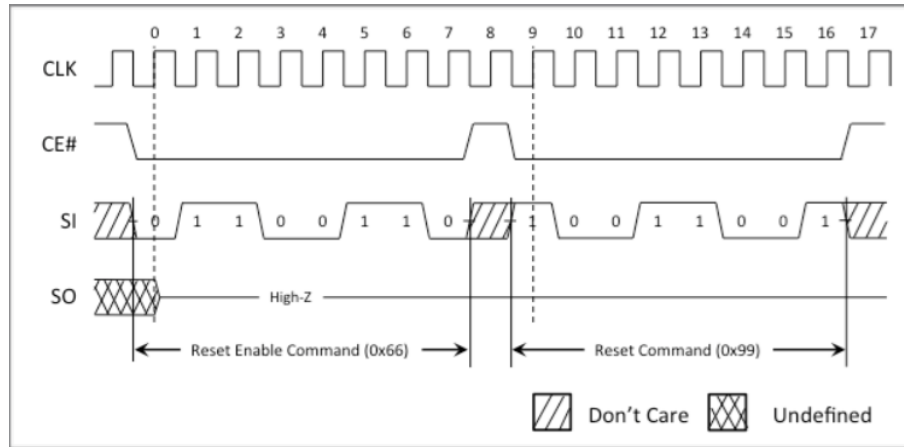 0 1 2 3 4 5 6 7 8 9 10 11 12 13 14 15 16 17
CLK
CE#
SI 0 1 1 0 0 1 1 0 1 0 0 1 1 0 0 1
SO High-Z
Reset Enable Command (0x66) Reset Command (0x99)
Don't Care Undefined